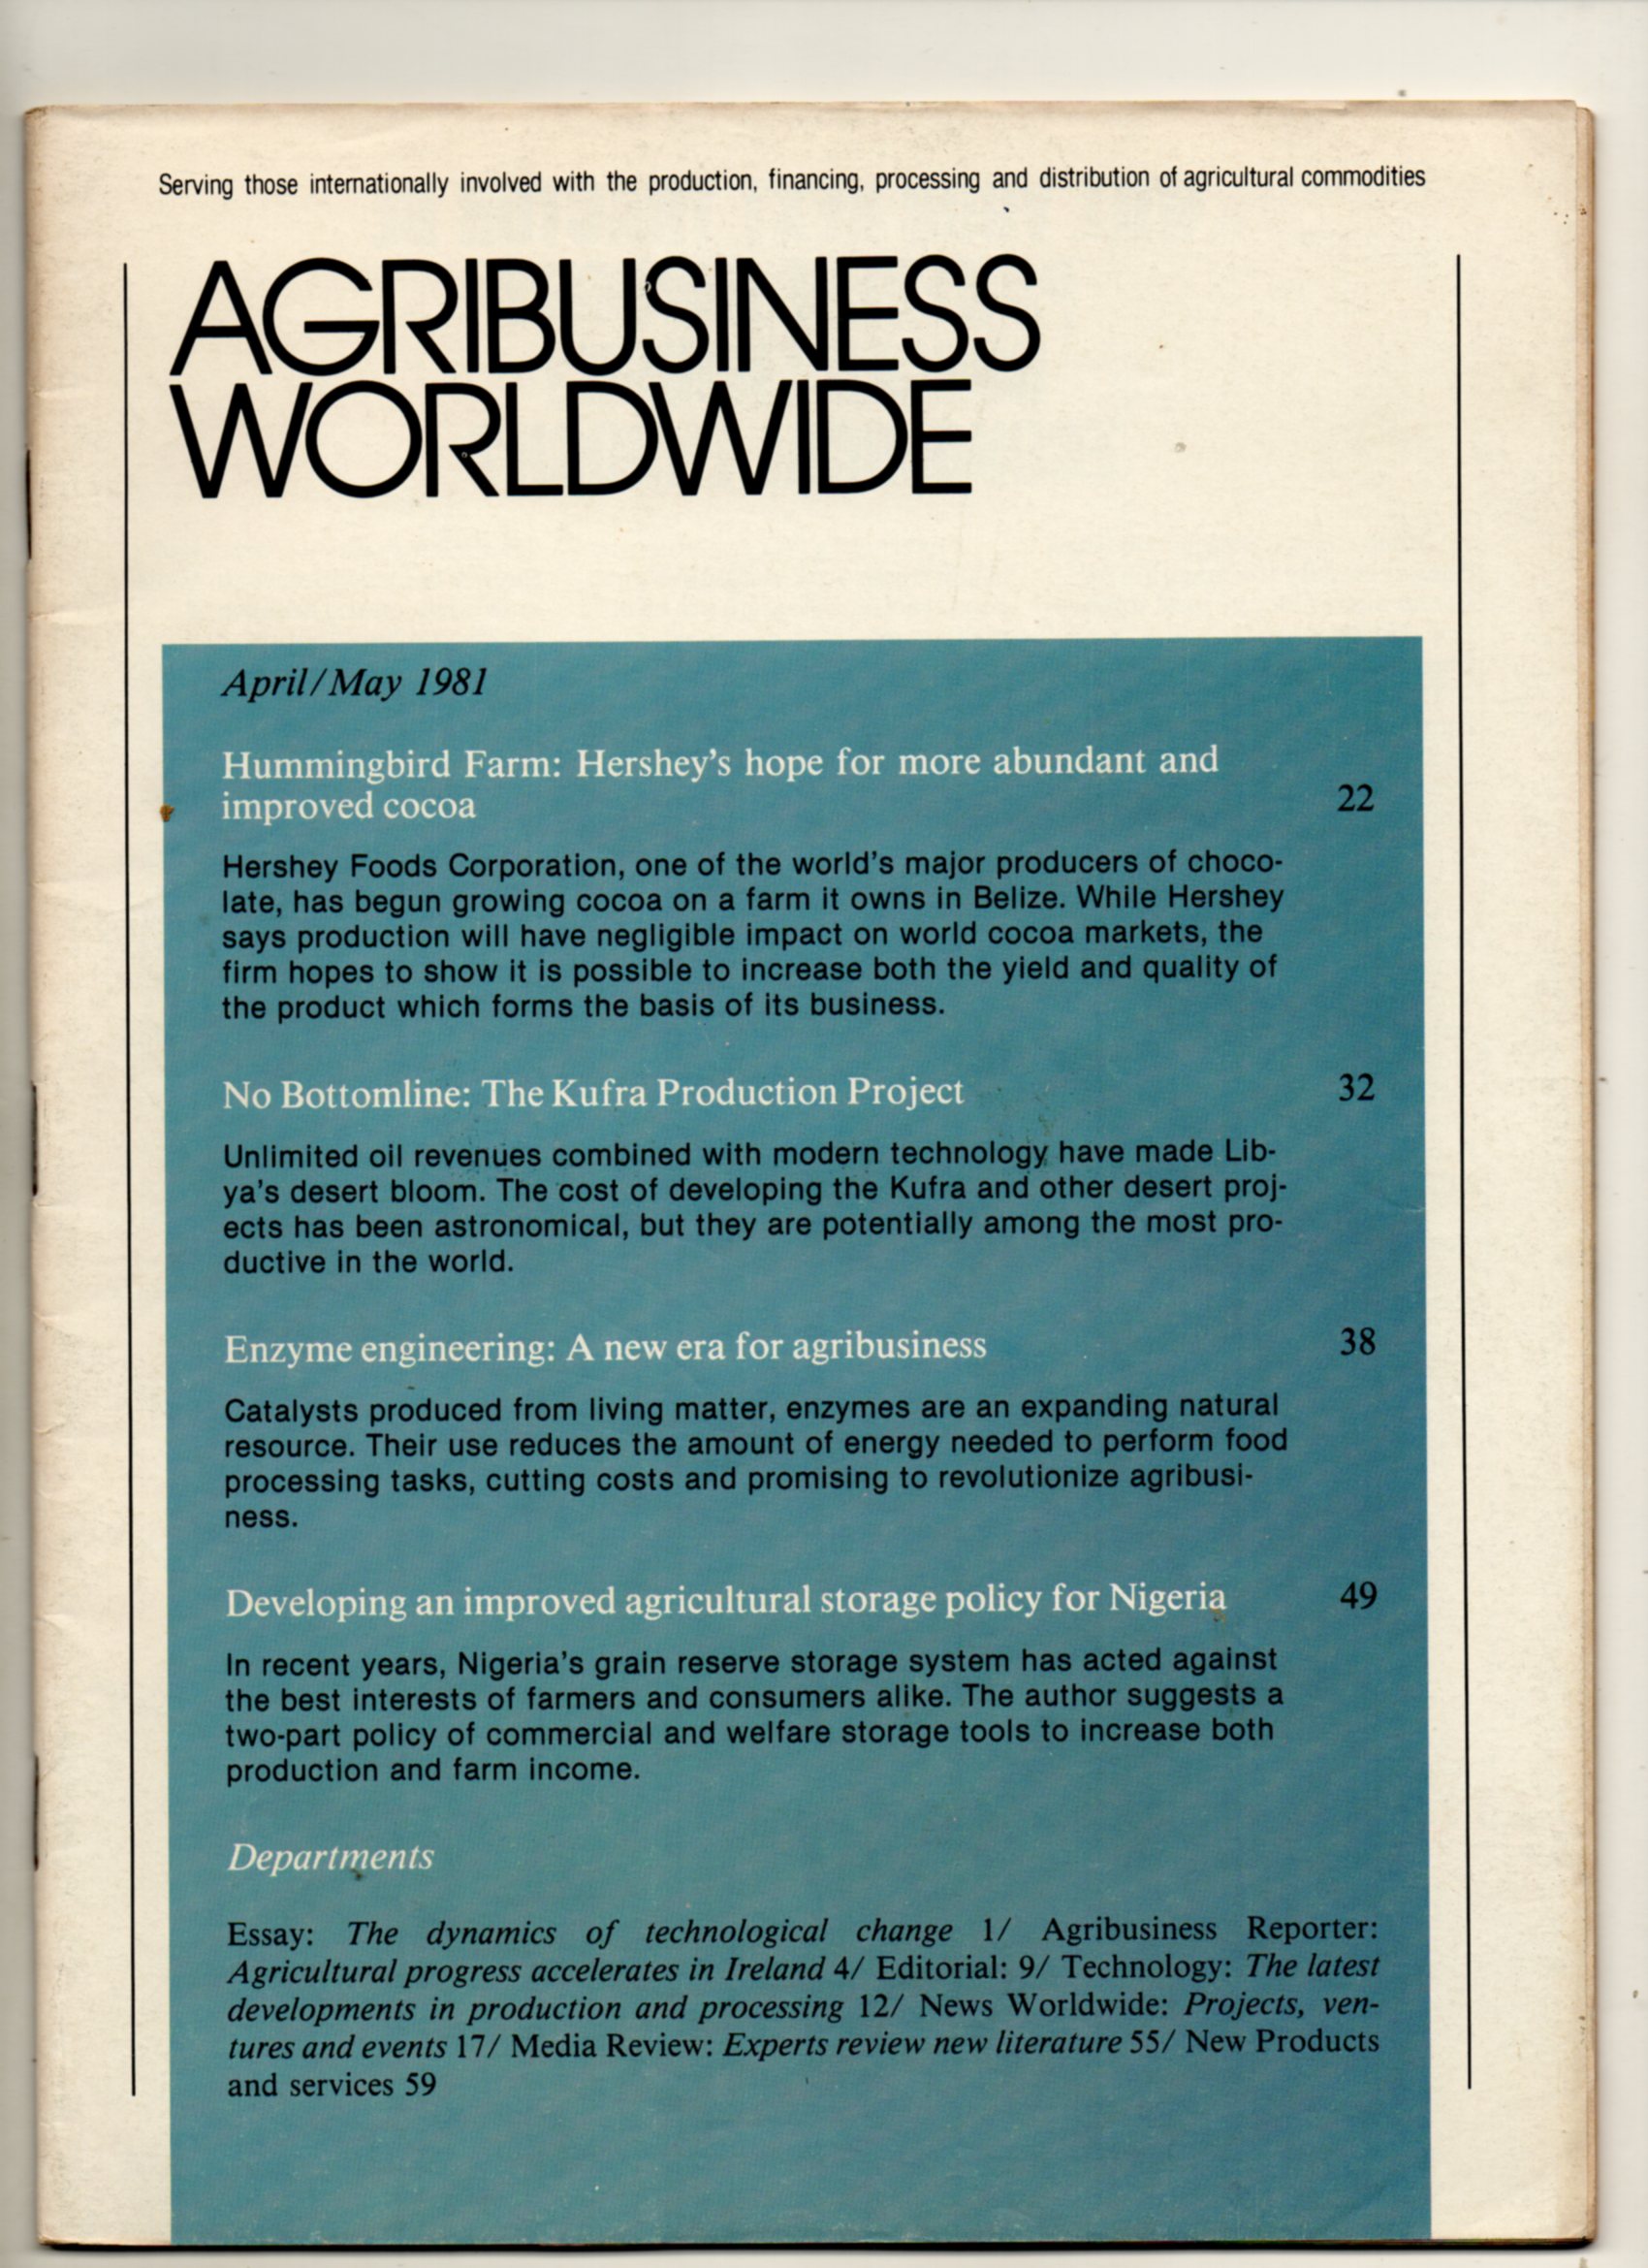 Serving those internationally involved with the production, financing, processing and distribution of agricultural commodities
AGRIBUSINESS
WORLDWIDE
April/May 1981
Hummingbird Farm: Hershey's hope for more abundant and
improved cocoa
22
Hershey Foods Corporation, one of the world's major producers of choco-
late, has begun growing cocoa on a farm it owns in Belize. While Hershey
says production will have negligible impact on world cocoa markets, the
firm hopes to show it is possible to increase both the yield and quality of
the product which forms the basis of its business.
No Bottomline: The Kufra Production Project 32
Unlimited oil revenues combined with modern technology have made Lib-
ya's desert bloom. The cost of developing the Kufra and other desert proj-
ects has been astronomical, but they are potentially among the most pro-
ductive in the world.
Enzyme engineering: A new era for agribusiness 38
Catalysts produced from living matter, enzymes are an expanding natural
resource. Their use reduces the amount of energy needed to perform food
processing tasks, cutting costs and promising to revolutionize agribusi-
ness.
Developing an improved agricultural storage policy for Nigeria 49
In recent years, Nigeria's grain reserve storage system has acted against
the best interests of farmers and consumers alike. The author suggests a
two-part policy of commercial and welfare storage tools to increase both
production and farm income.
Departments
Essay: The dynamics of technological change 1/ Agribusiness Reporter:
Agricultural progress accelerates in Ireland 4/ Editorial: 9/ Technology: The latest
developments in production and processing 12/ News Worldwide: Projects, ven-
tures and events 17/ Media Review: Experts review new literature 55/ New Products
and services 59